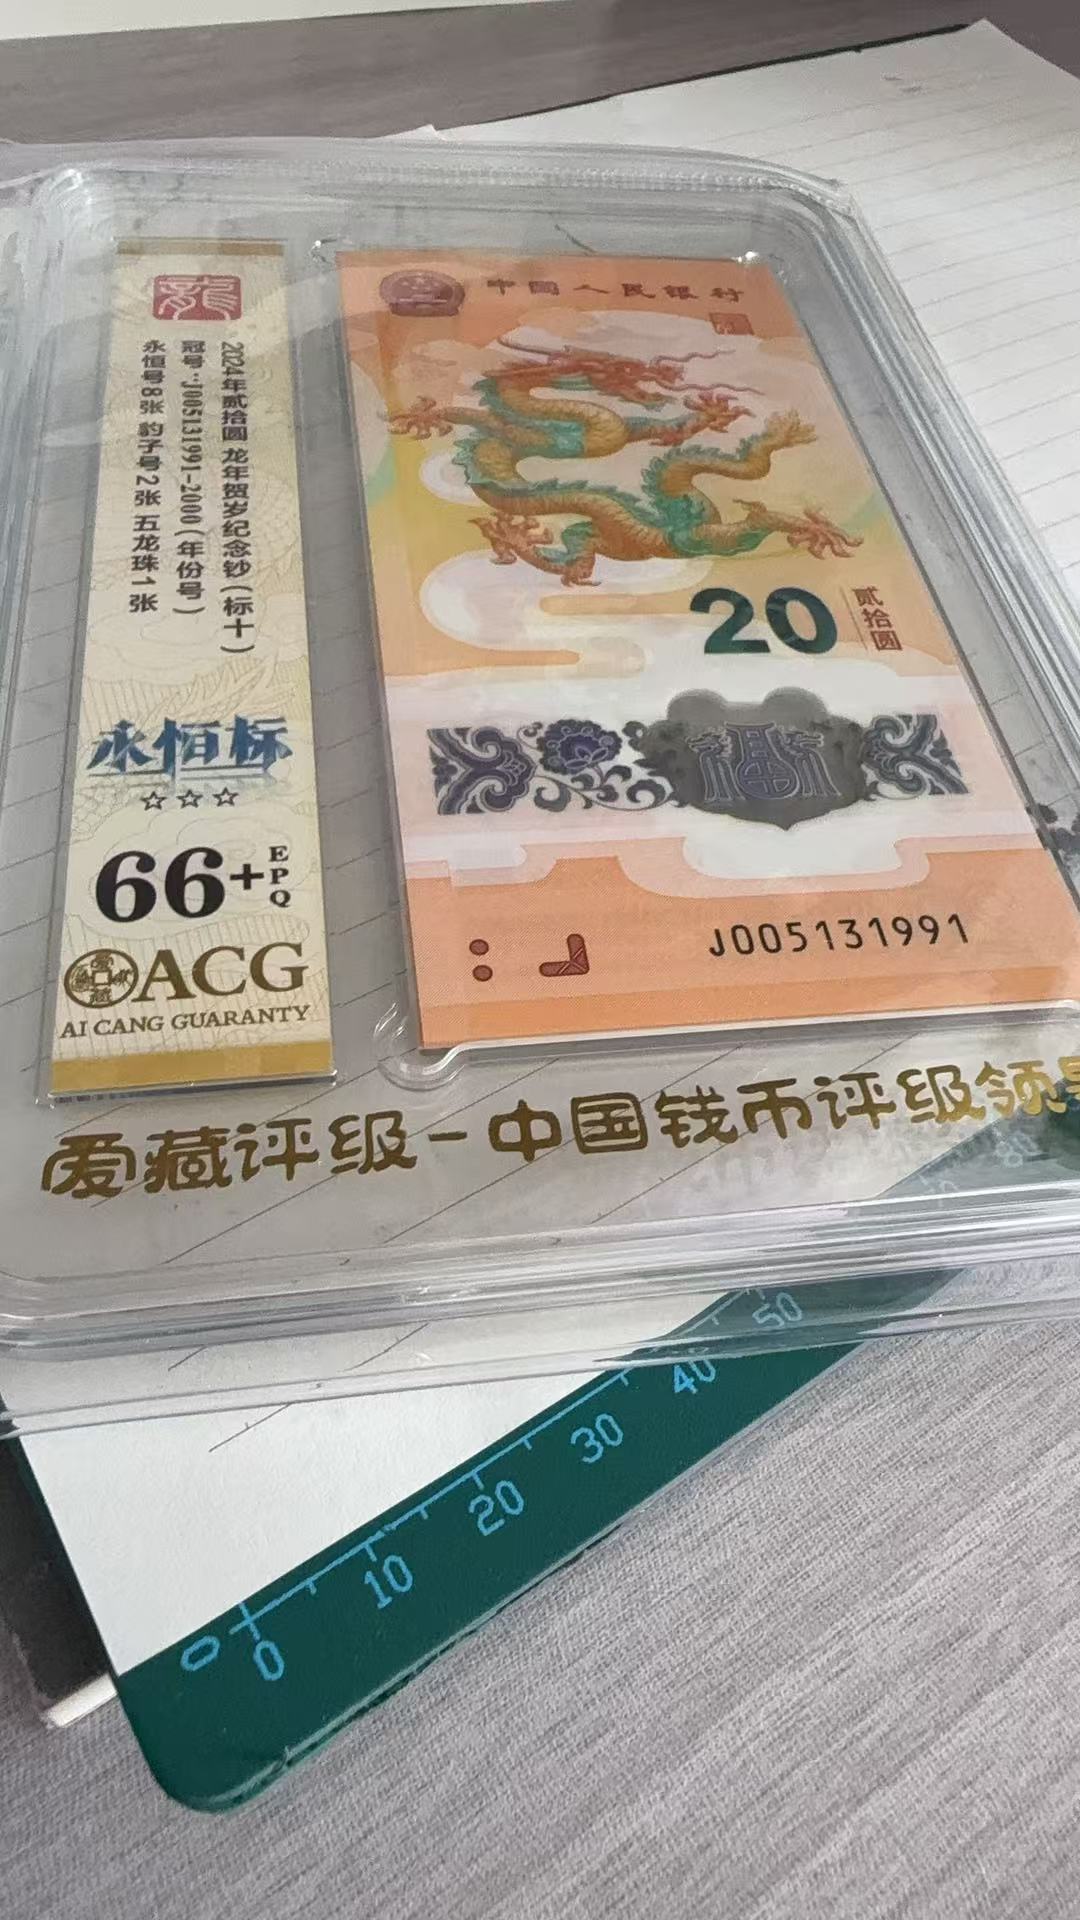 龍
2024年贰拾圆 龙年贺岁纪念钞(标十)
冠号:J005131991-2000(年份号)
永恒号8张 豹子号2张 五龙珠1张
永恒标
☆☆☆
66+EPQ
ACG
AI CANG GUARANTY
中国人民银行
20
贰拾圆
福
J005131991
爱藏评级-中国钱币评级领
0
0
10
20
30
40
50